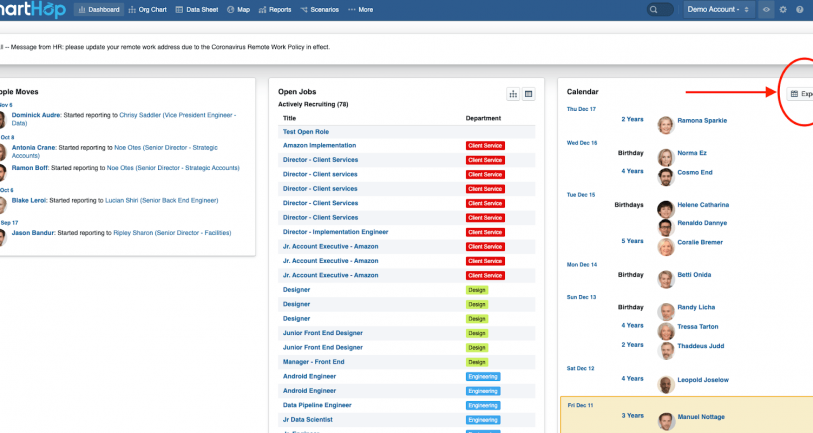 artHop
Dashboard Org Chart Data Sheet Map Reports Scenarios ··· More
Demo Account -
Message from HR: please update your remote work address due to the Coronavirus Remote Work Policy in effect.
ople Moves
Nov 6
Dominick Audre: Started reporting to Chrisy Saddler (Vice President Engineer -
Data)
Oct 8
Antonia Crane: Started reporting to Noe Otes (Senior Director - Strategic
Accounts)
Ramon Boff: Started reporting to Noe Otes (Senior Director - Strategic Accounts)
Oct 6
Blake Leroi: Started reporting to Lucian Shiri (Senior Back End Engineer)
Sep 17
Jason Bandur: Started reporting to Ripley Sharon (Senior Director - Facilities)
Open Jobs
Actively Recruiting (78)
Title Department
Test Open Role
Amazon Implementation Client Service
Director - Client Services Client Service
Director - Client services Client Service
Director - Client Services Client Service
Director - Client Services Client Service
Director - Client Services Client Service
Director - Implementation Engineer Client Service
Jr. Account Executive - Amazon Client Service
Jr. Account Executive - Amazon Client Service
Jr. Account Executive - Amazon Client Service
Designer Design
Designer Design
Designer Design
Junior Front End Designer Design
Junior Front End Designer Design
Manager - Front End Design
Android Engineer Engineering
Android Engineer Engineering
Data Pipeline Engineer Engineering
Jr Data Scientist Engineering
Calendar
Expo
Thu Dec 17
2 Years Ramona Sparkie
Wed Dec 16
Birthday Norma Ez
4 Years Cosmo End
Tue Dec 15
Birthdays Helene Catharina
Renaldo Dannye
5 Years Coralie Bremer
Mon Dec 14
Birthday Betti Onida
Sun Dec 13
Birthday Randy Licha
4 Years Tressa Tarton
2 Years Thaddeus Judd
Sat Dec 12
4 Years Leopold Joselow
Fri Dec 11
3 Years Manuel Nottage